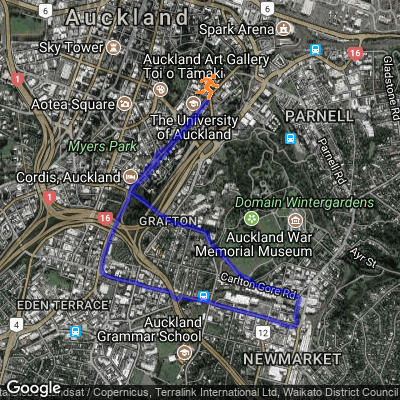 6
Auckland
Spark Arena
Sky Tower
Auckland Art Gallery
Toi o Tāmaki
16
1
Gladstone Rd
Aotea Square
The University
of Auckland
PARNELL
Myers Park
Parnell Rd
Cordis, Auckland
1
16
GRAFTON
Domain Wintergardens
Auckland War
Memorial Museum
Ayr St
Carlton Gore Rd
EDEN TERRACE
4
Auckland
Grammar School
12
NEWMARKET
Google
6
dsat / Copernicus, Terralink International Ltd, Waikato District Council